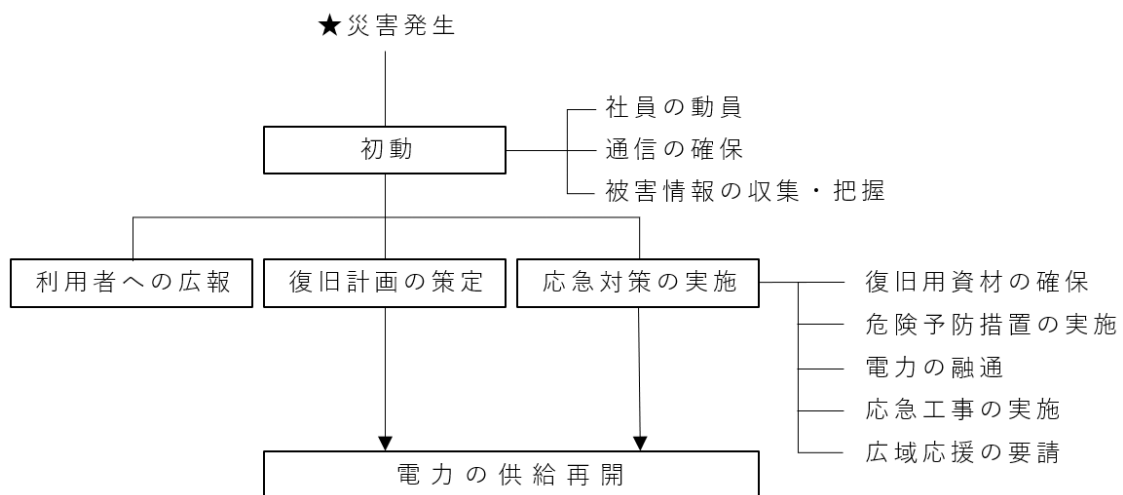 ★災害発生
社員の動員
初動
通信の確保
被害情報の収集・把握
利用者への広報
復旧計画の策定
応急対策の実施
復旧用資材の確保
危険予防措置の実施
電力の融通
応急工事の実施
広域応援の要請
電力の供給再開